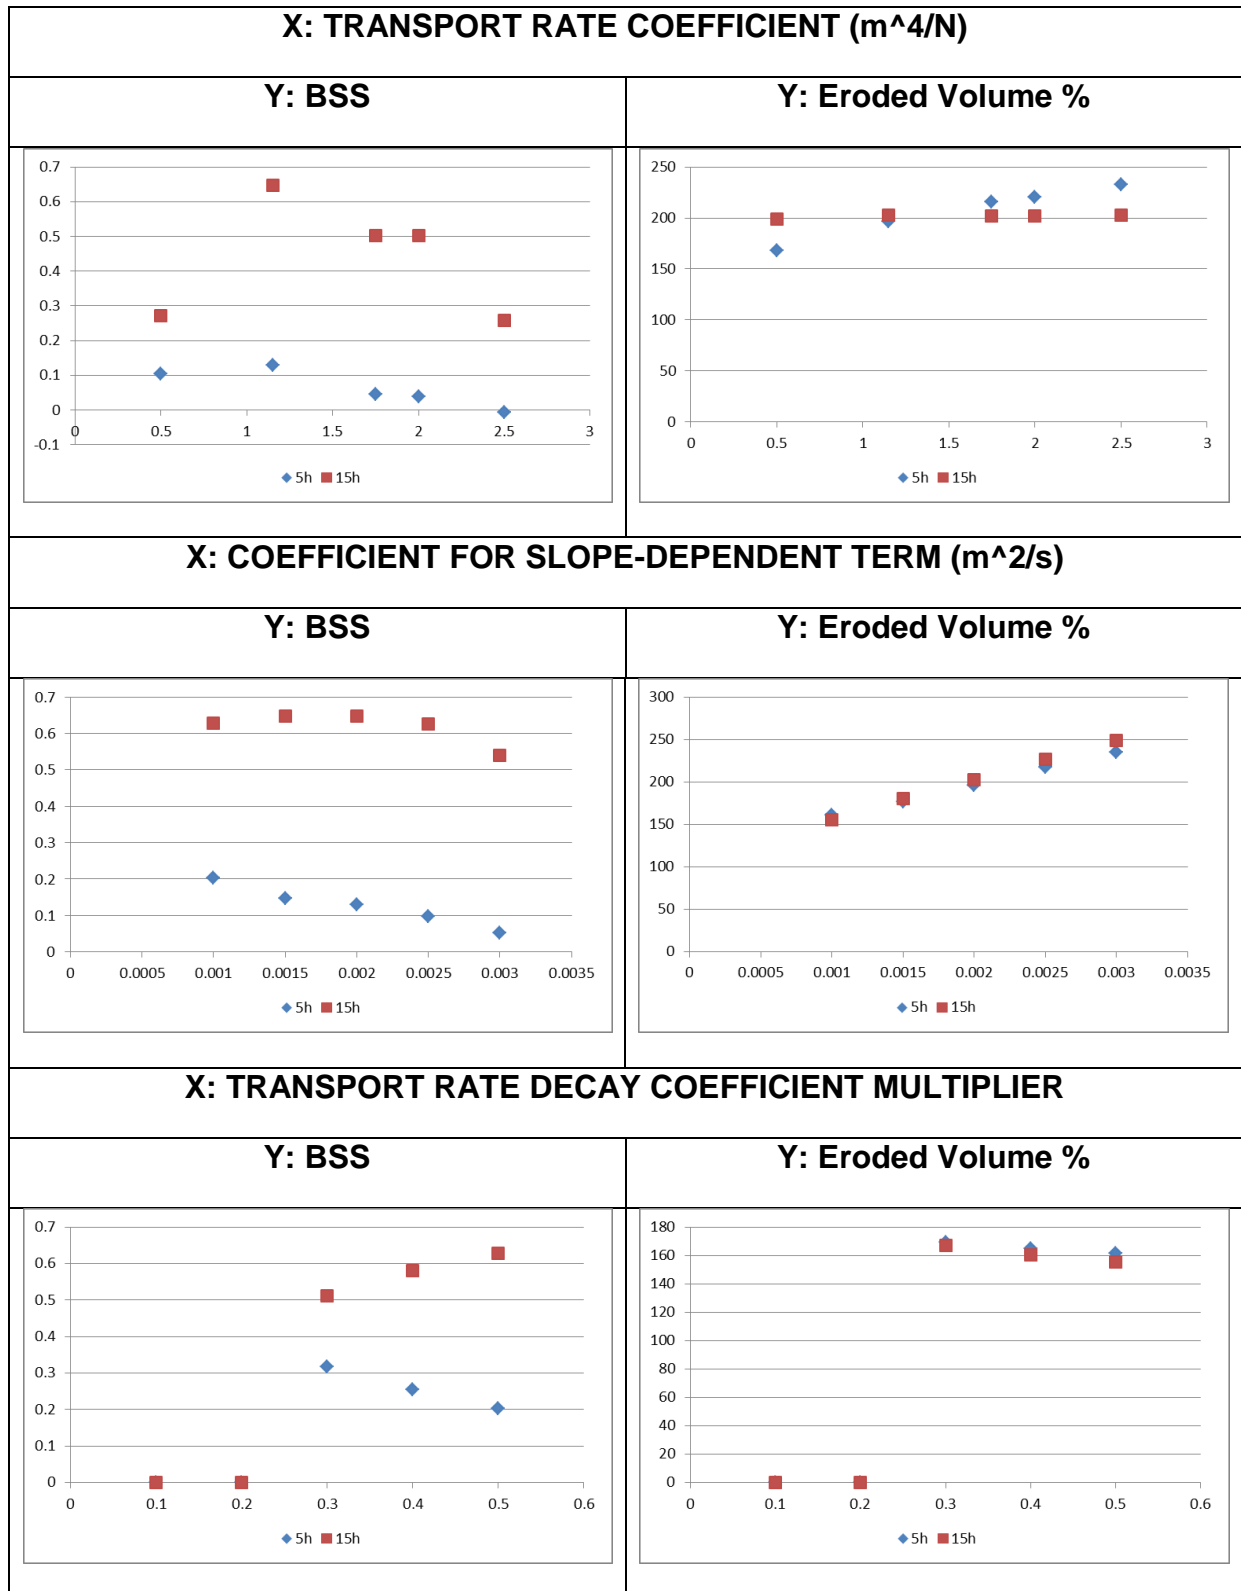 X: TRANSPORT RATE COEFFICIENT (m^4/N)
Y: BSS
Y: Eroded Volume %
0.7
0.6
0.5
0.4
0.3
0.2
0.1
0
-0.1
0 0.5 1 1.5 2 2.5 3
5h 15h
250
200
150
100
50
0
0 0.5 1 1.5 2 2.5 3
5h 15h
X: COEFFICIENT FOR SLOPE-DEPENDENT TERM (m^2/s)
Y: BSS
Y: Eroded Volume %
0.7
0.6
0.5
0.4
0.3
0.2
0.1
0
0 0.0005 0.001 0.0015 0.002 0.0025 0.003 0.0035
5h 15h
300
250
200
150
100
50
0
0 0.0005 0.001 0.0015 0.002 0.0025 0.003 0.0035
5h 15h
X: TRANSPORT RATE DECAY COEFFICIENT MULTIPLIER
Y: BSS
Y: Eroded Volume %
0.7
0.6
0.5
0.4
0.3
0.2
0.1
0
0 0.1 0.2 0.3 0.4 0.5 0.6
5h 15h
180
160
140
120
100
80
60
40
20
0
0 0.1 0.2 0.3 0.4 0.5 0.6
5h 15h